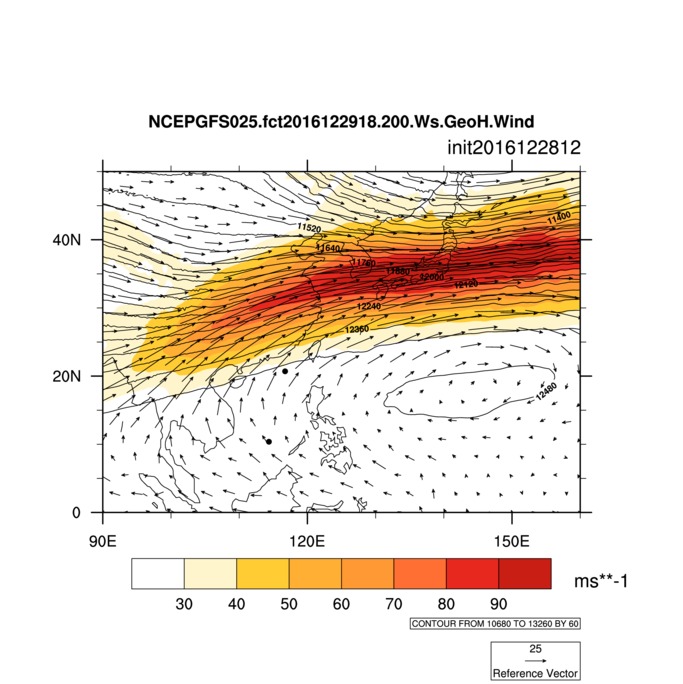 NCEPGFS025.fct2016122918.200.Ws.GeoH.Wind
init2016122812
11520
11400
40N
11640
11760
11880
12000
12120
12240
12360
20N
12480
0
90E 120E 150E
30 40 50 60 70 80 90
ms**-1
CONTOUR FROM 10680 TO 13260 BY 60
25
Reference Vector